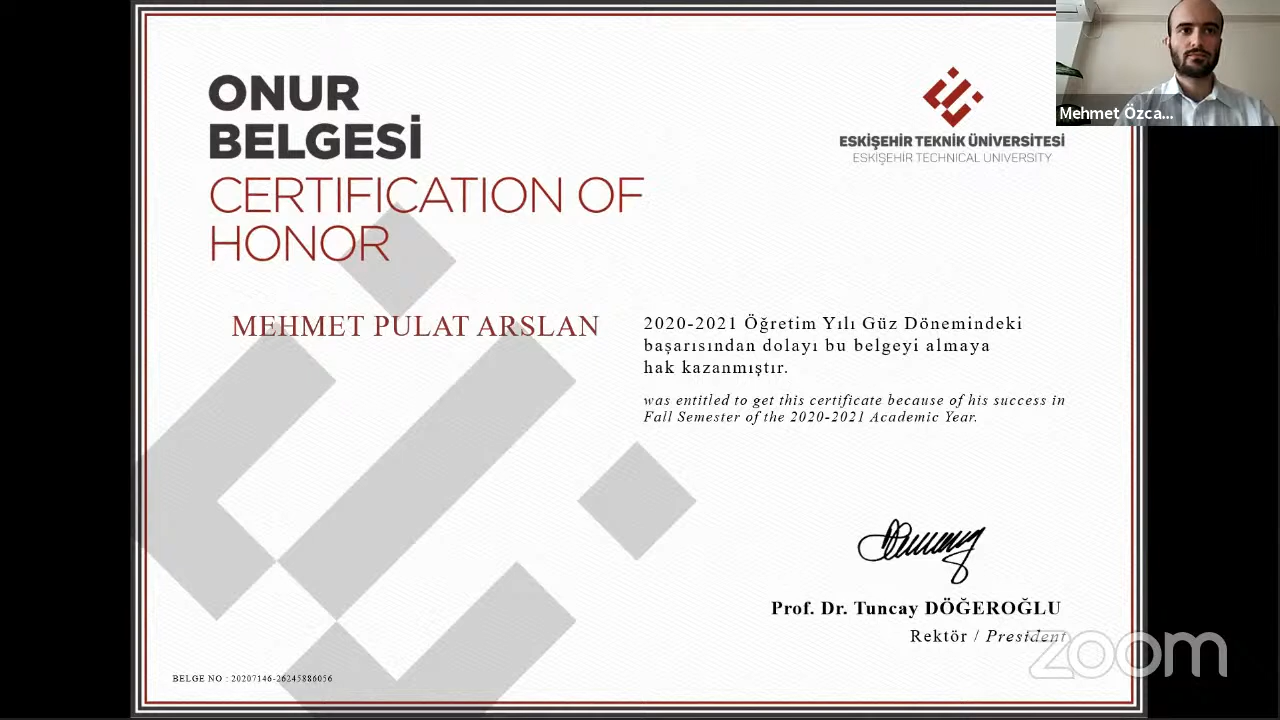 ONUR
BELGESİ
CERTIFICATION OF
HONOR
ESKİŞEHİR TEKNİK ÜNİVERSİTESİ
ESKİŞEHİR TECHNICAL UNIVERSITY
Mehmet Özca...
MEHMET PULAT ARSLAN
2020-2021 Öğretim Yılı Güz Dönemindeki
başarısından dolayı bu belgeyi almaya
hak kazanmıştır.
was entitled to get this certificate because of his success in
Fall Semester of the 2020-2021 Academic Year.
Prof. Dr. Tuncay DÖĞEROĞLU
Rektör / President
zoom
BELGE NO : 20207146-26245886056